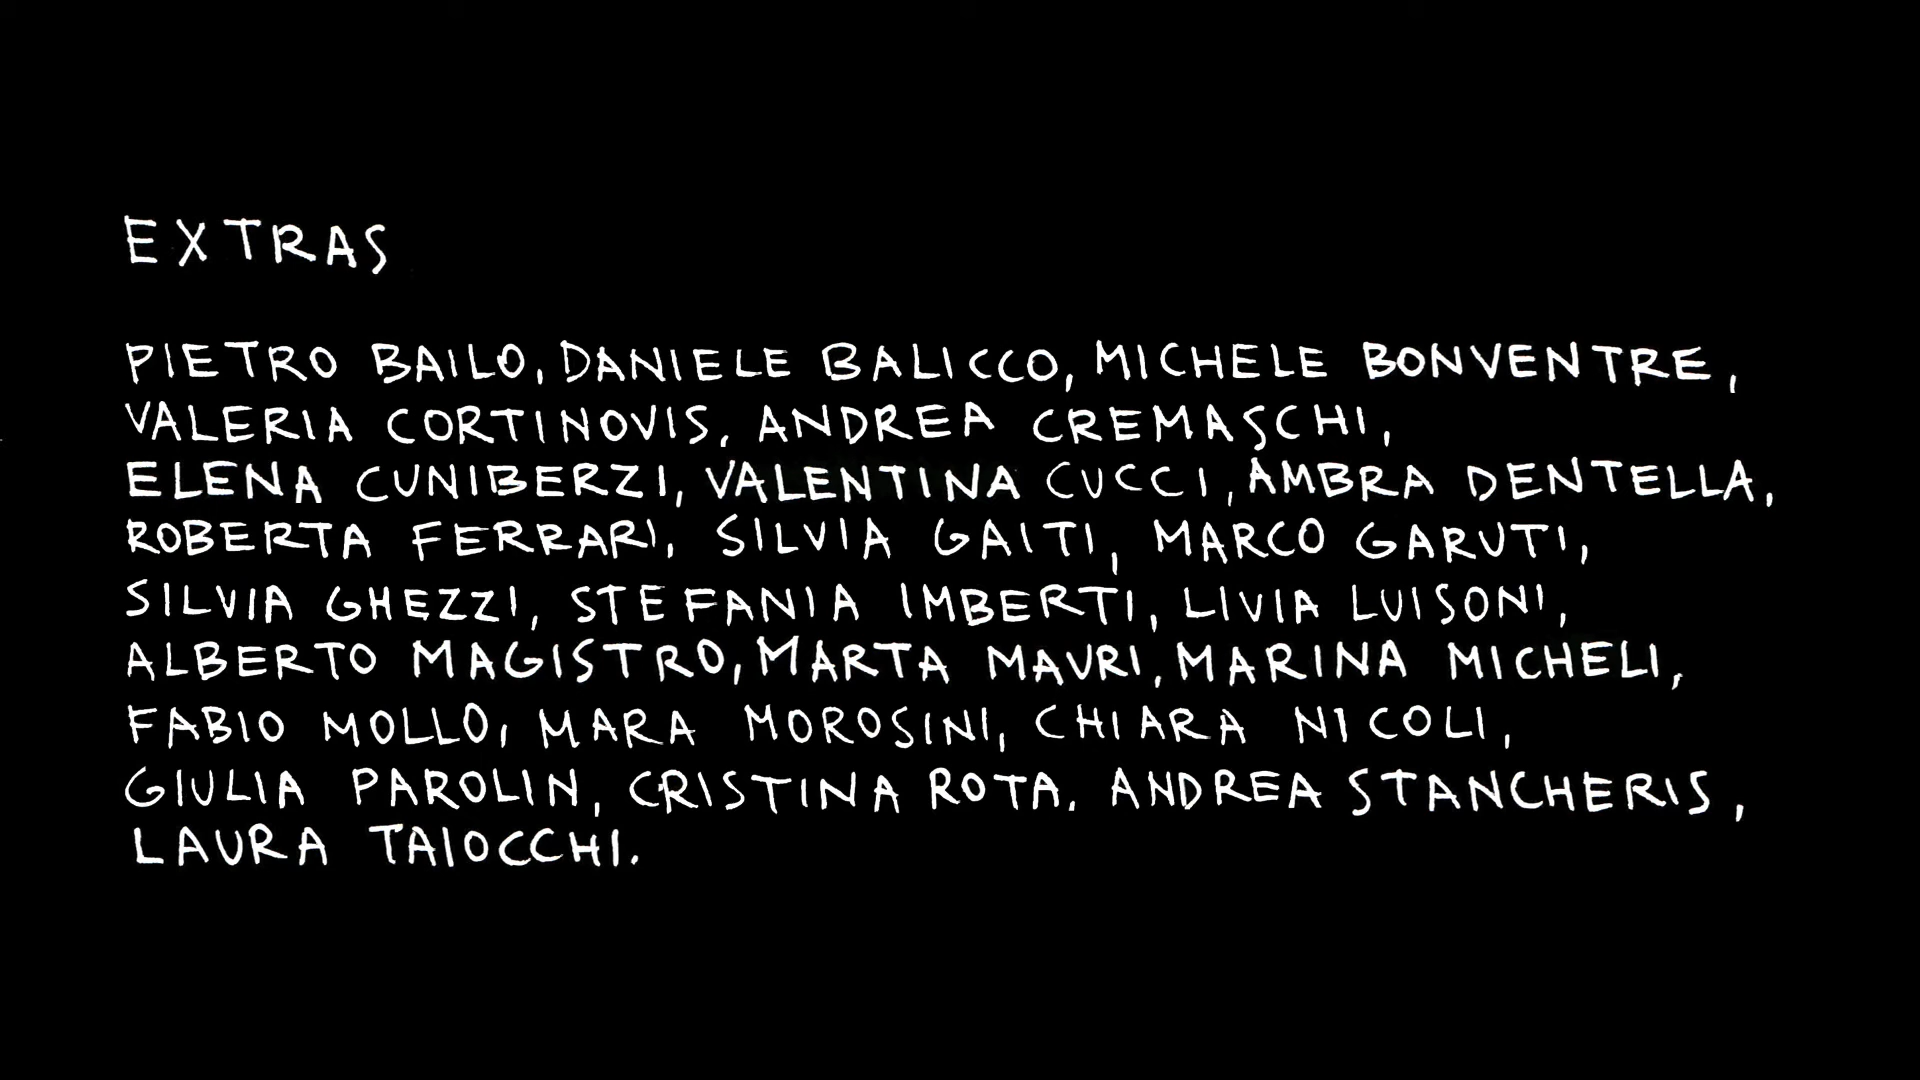 EXTRAS
PIETRO BAILO, DANIELE BALICCO, MICHELE BONVENTRE,
VALERIA CORTINOVIS, ANDREA CREMASCHI,
ELENA CUNIBERZI, VALENTINA CUCCI, AMBRA DENTELLA,
ROBERTA FERRARI, SILVIA GAITI, MARCO GARUTI,
SILVIA GHEZZI, STEFANIA IMBERTI, LIVIA LUISONI,
ALBERTO MAGISTRO, MARTA MAURI, MARINA MICHELI,
FABIO MOLLO, MARA MOROSINI, CHIARA NICOLI,
GIULIA PAROLIN, CRISTINA ROTA. ANDREA STANCHERIS,
LAURA TAIOCCHI.